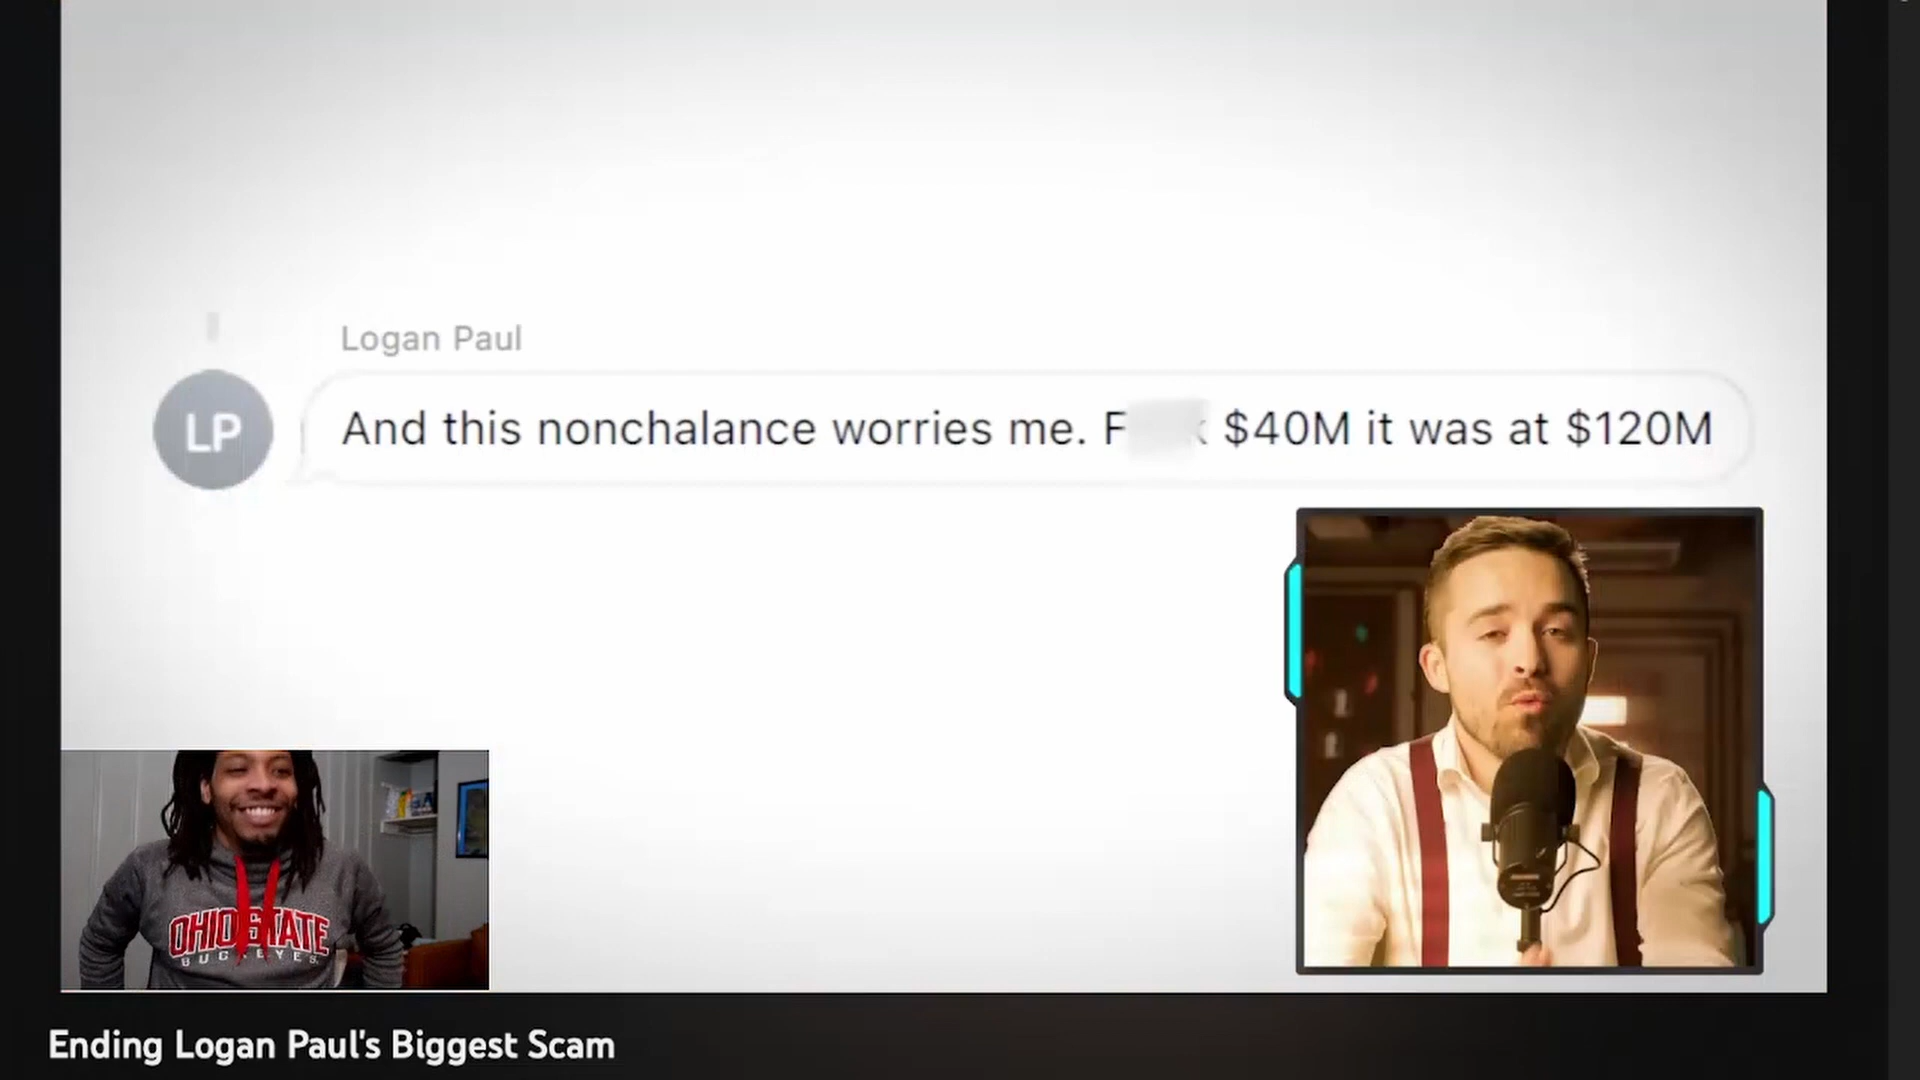 Logan Paul
LP
And this nonchalance worries me. F k $40M it was at $120M
OHIO STATE
BUCKEYES
Ending Logan Paul's Biggest Scam